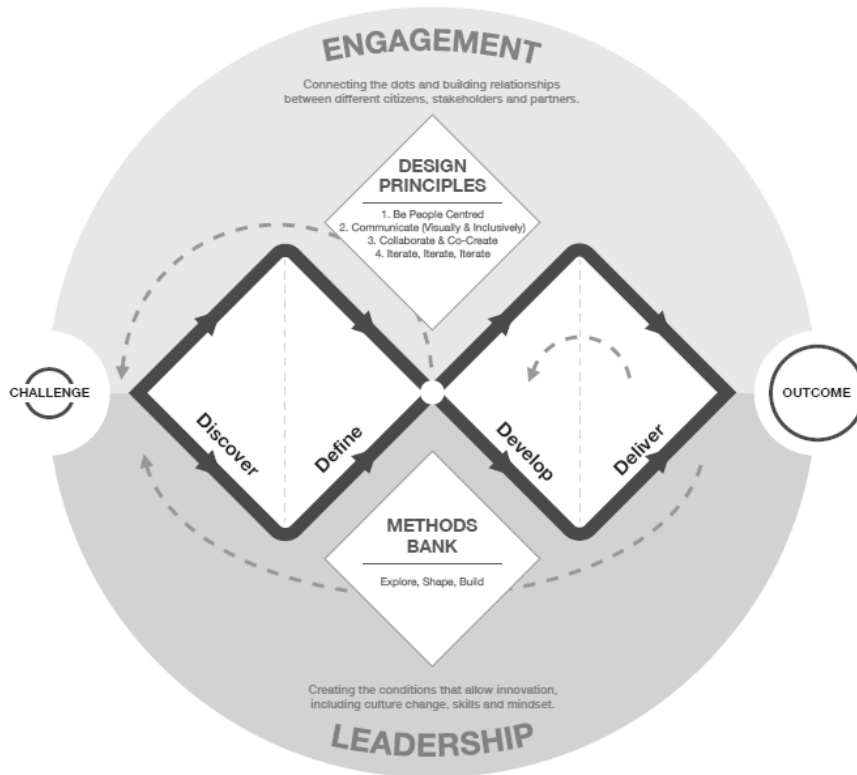 ENGAGEMENT
Connecting the dots and building relationships
between different citizens, stakeholders and partners.
DESIGN
PRINCIPLES
1. Be People Centred
2. Communicate (Visually & Inclusively)
3. Collaborate & Co-Create
4. Iterate, Iterate, Iterate
CHALLENGE
OUTCOME
Discover
Define
Develop
Deliver
METHODS
BANK
Explore, Shape, Build
Creating the conditions that allow innovation,
including culture change, skills and mindset.
LEADERSHIP